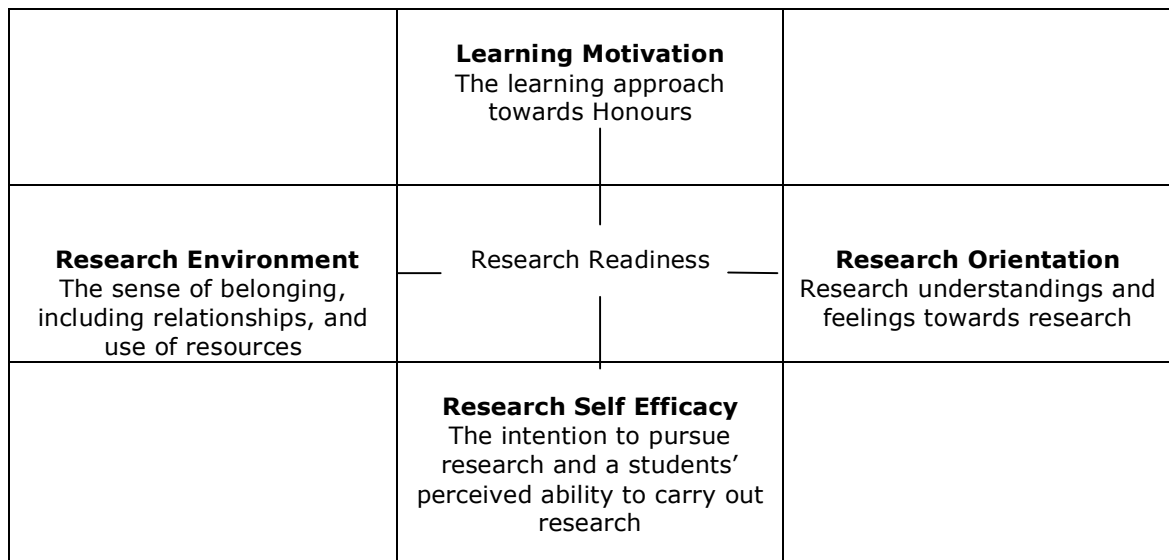 Learning Motivation
The learning approach
towards Honours
Research Environment
The sense of belonging,
including relationships, and
use of resources
Research Readiness
Research Orientation
Research understandings and
feelings towards research
Research Self Efficacy
The intention to pursue
research and a students’
perceived ability to carry out
research